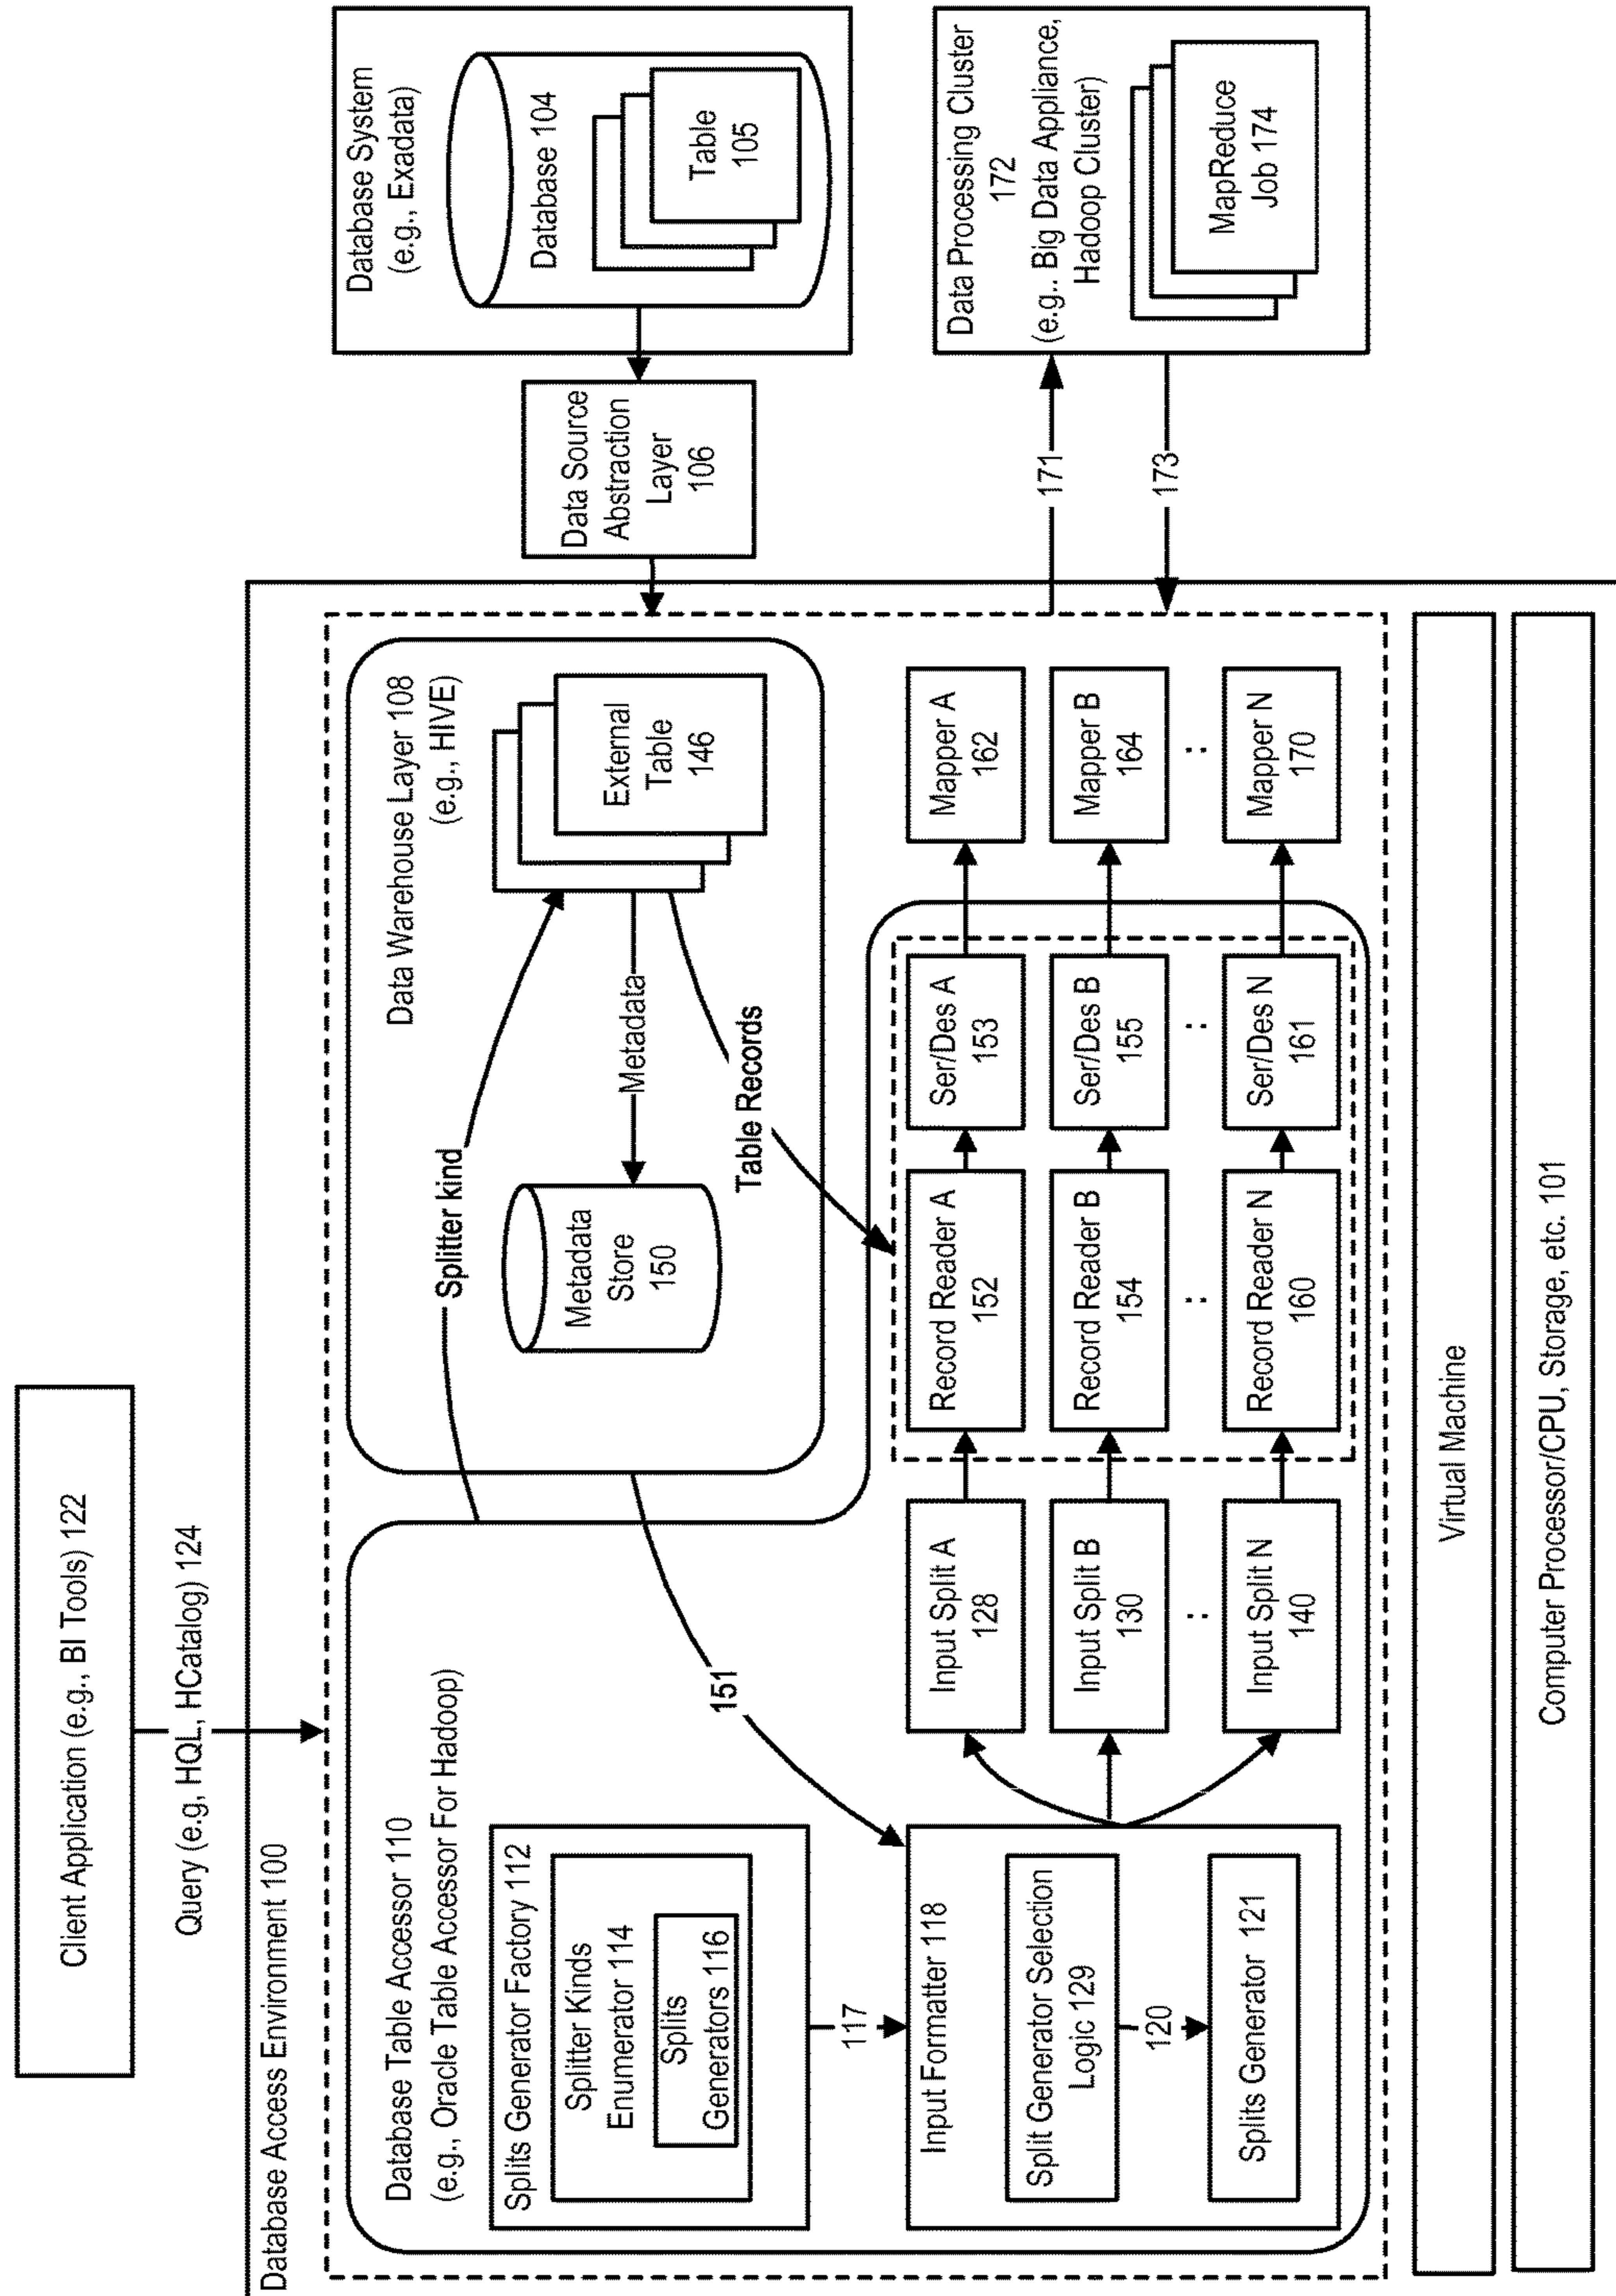 Client Application (e.g., BI Tools) 122
Query (e.g, HQL, HCatalog) 124
Database Access Environment 100
Database Table Accessor 110
(e.g., Oracle Table Accessor For Hadoop)
Splits Generator Factory 112
Splitter Kinds
Enumerator 114
Splits
Generators 116
117
Input Formatter 118
Split Generator Selection
Logic 129
120
Splits Generator 121
151
Splitter kind
Data Warehouse Layer 108
(e.g., HIVE)
Metadata
Store
150
Metadata
External
Table
146
Table Records
Input Split A
128
Record Reader A
152
Ser/Des A
153
Mapper A
162
Input Split B
130
Record Reader B
154
Ser/Des B
155
Mapper B
164
:
:
:
:
Input Split N
140
Record Reader N
160
Ser/Des N
161
Mapper N
170
Virtual Machine
Computer Processor/CPU, Storage, etc. 101
Data Source
Abstraction
Layer
106
Database System
(e.g., Exadata)
Database 104
Table
105
171
173
Data Processing Cluster
172
(e.g.. Big Data Appliance,
Hadoop Cluster)
MapReduce
Job 174